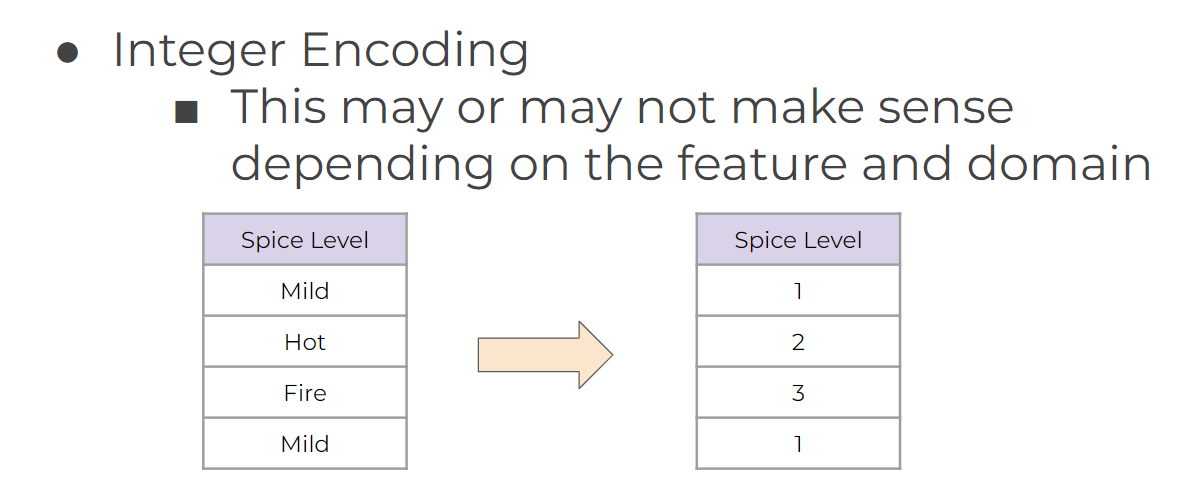 ● Integer Encoding
■ This may or may not make sense
depending on the feature and domain
Spice Level
Mild
Hot
Fire
Mild
Spice Level
1
2
3
1